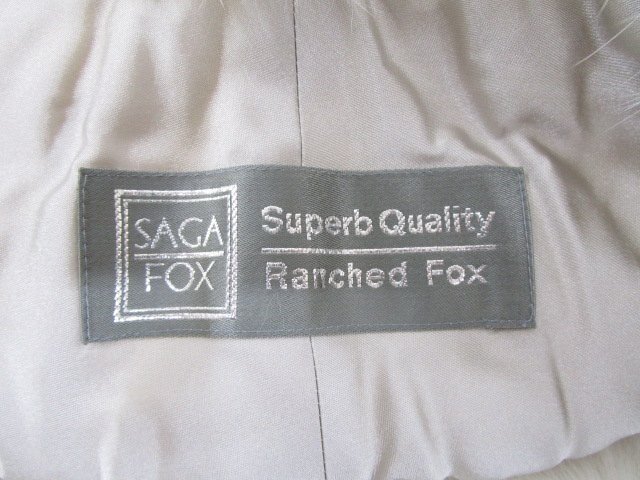 SAGA
FOX
Superb Quality
Ranched Fox